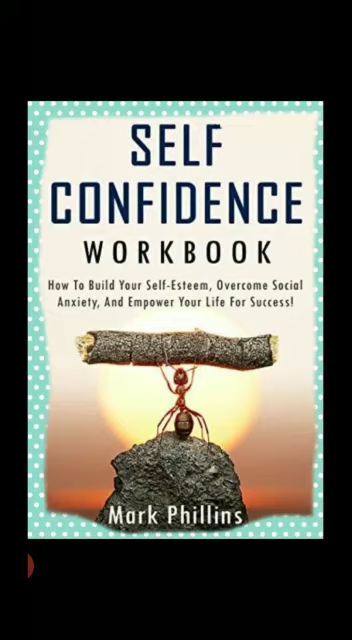 SELF
CONFIDENCE
WORKBOOK
How To Build Your Self-Esteem, Overcome Social
Anxiety, And Empower Your Life For Success!
Mark Phillins